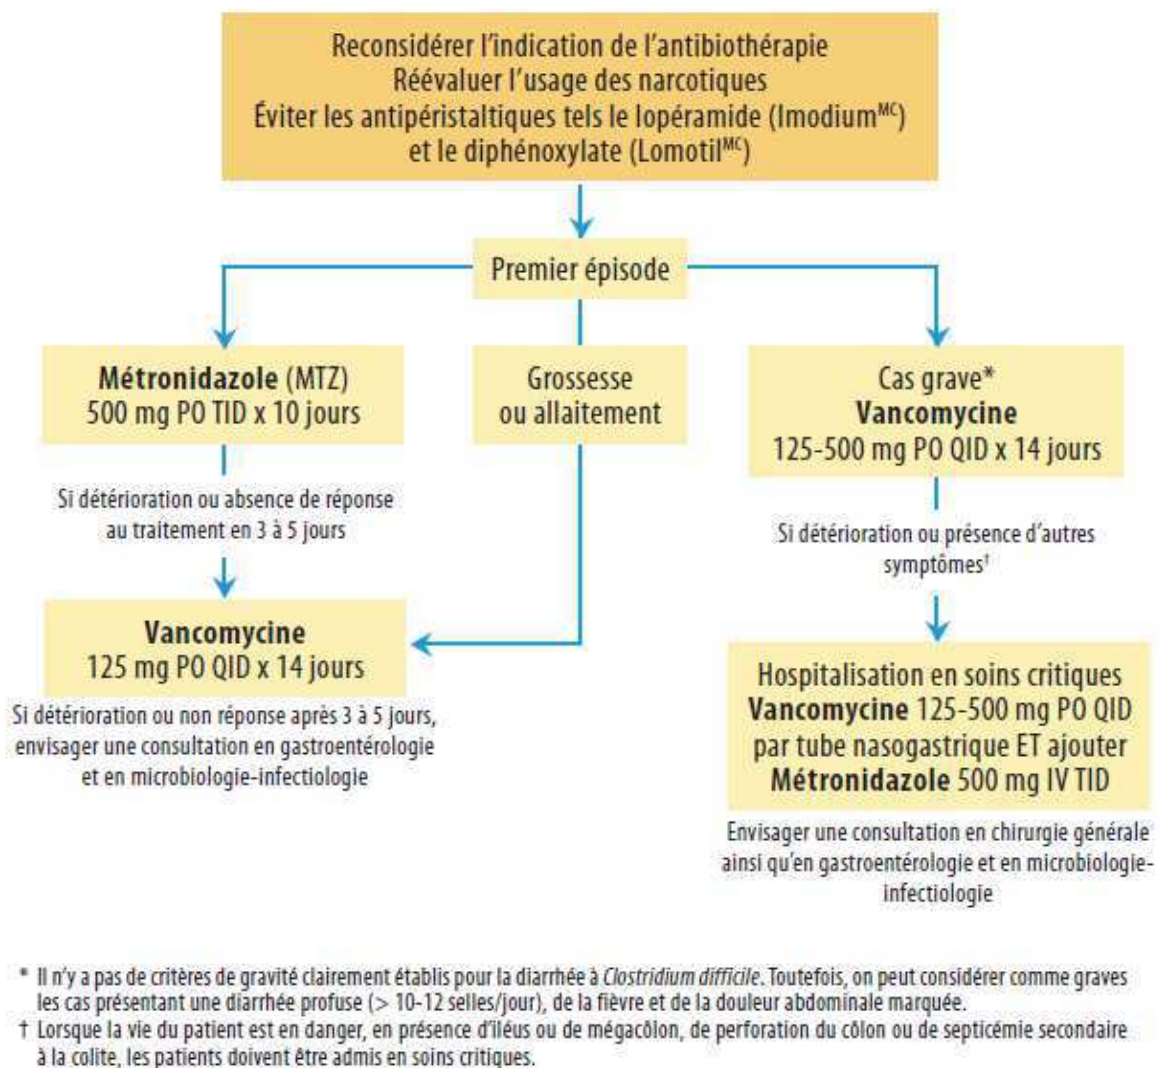 Reconsidérer l'indication de l'antibiothérapie
Réévaluer l'usage des narcotiques
Éviter les antipéristaltiques tels le lopéramide (Imodium^MC)
et le diphénoxylate (Lomotil^MC)
Premier épisode
Métronidazole (MTZ)
500 mg PO TID x 10 jours
Grossesse
ou allaitement
Cas grave*
Vancomycine
125-500 mg PO QID x 14 jours
Si détérioration ou absence de réponse
au traitement en 3 à 5 jours
Si détérioration ou présence d'autres
symptômes†
Vancomycine
125 mg PO QID x 14 jours
Si détérioration ou non réponse après 3 à 5 jours,
envisager une consultation en gastroentérologie
et en microbiologie-infectiologie
Hospitalisation en soins critiques
Vancomycine 125-500 mg PO QID
par tube nasogastrique ET ajouter
Métronidazole 500 mg IV TID
Envisager une consultation en chirurgie générale
ainsi qu'en gastroentérologie et en microbiologie-
infectiologie
* Il n'y a pas de critères de gravité clairement établis pour la diarrhée à Clostridium difficile. Toutefois, on peut considérer comme graves
les cas présentant une diarrhée profuse (> 10-12 selles/jour), de la fièvre et de la douleur abdominale marquée.
† Lorsque la vie du patient est en danger, en présence d'iléus ou de mégacôlon, de perforation du côlon ou de septicémie secondaire
à la colite, les patients doivent être admis en soins critiques.